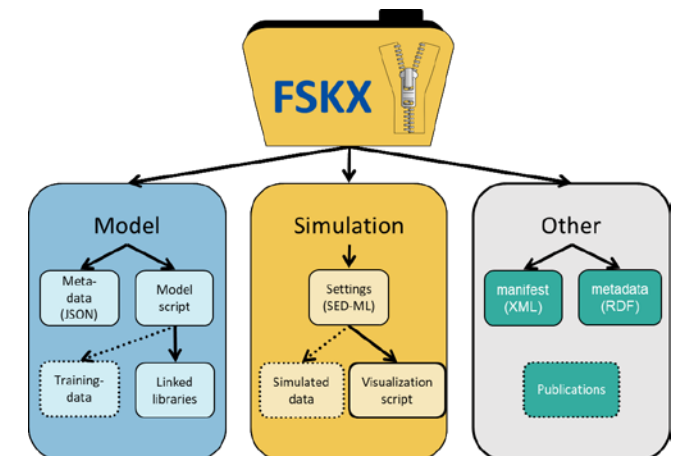 FSKX
Model
Simulation
Other
Meta-
data
(JSON)
Model
script
Settings
(SED-ML)
manifest
(XML)
metadata
(RDF)
Training-
data
Linked
libraries
Simulated
data
Visualization
script
Publications